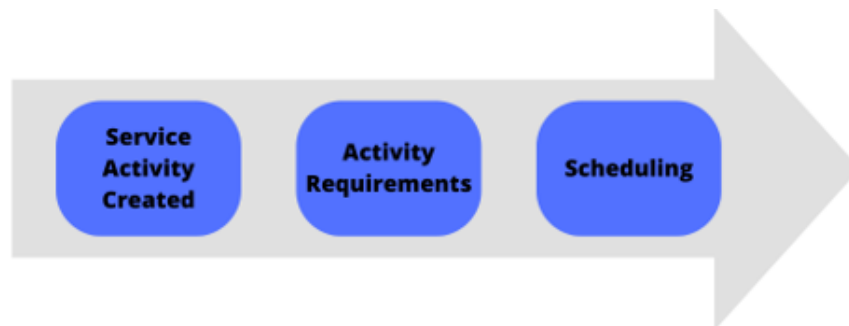 Service
Activity
Created
Activity
Requirements
Scheduling